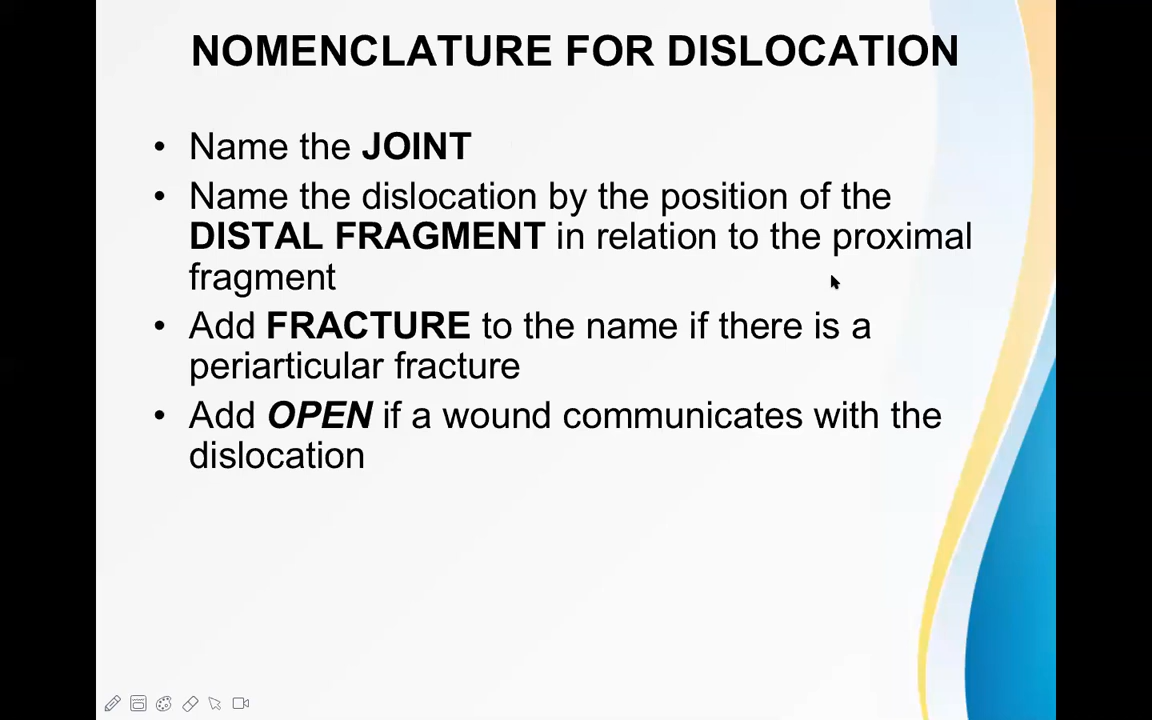 NOMENCLATURE FOR DISLOCATION
• Name the JOINT
• Name the dislocation by the position of the
DISTAL FRAGMENT in relation to the proximal
fragment
• Add FRACTURE to the name if there is a
periarticular fracture
• Add OPEN if a wound communicates with the
dislocation